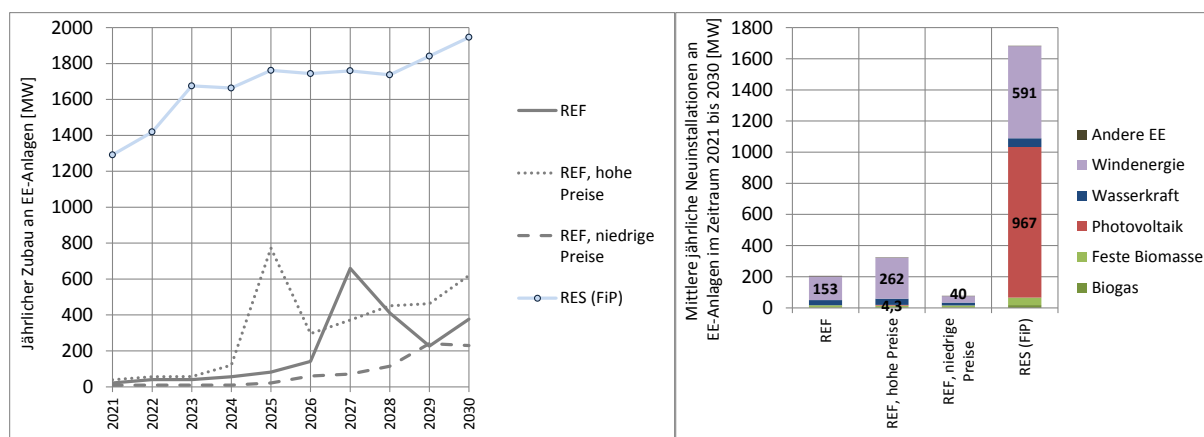 Jährlicher Zubau an EE-Anlagen [MW]
2000
1800
1600
1400
1200
1000
800
600
400
200
0
2021
2022
2023
2024
2025
2026
2027
2028
2029
2030
REF
REF, hohe
Preise
REF, niedrige
Preise
RES (FiP)
Mittlere jährliche Neuinstallationen an
EE-Anlagen im Zeitraum 2021 bis 2030 [MW]
1800
1600
1400
1200
1000
800
600
400
200
0
153
262
4,3
40
591
967
REF
REF, hohe Preise
REF, niedrige
Preise
RES (FiP)
Andere EE
Windenergie
Wasserkraft
Photovoltaik
Feste Biomasse
Biogas